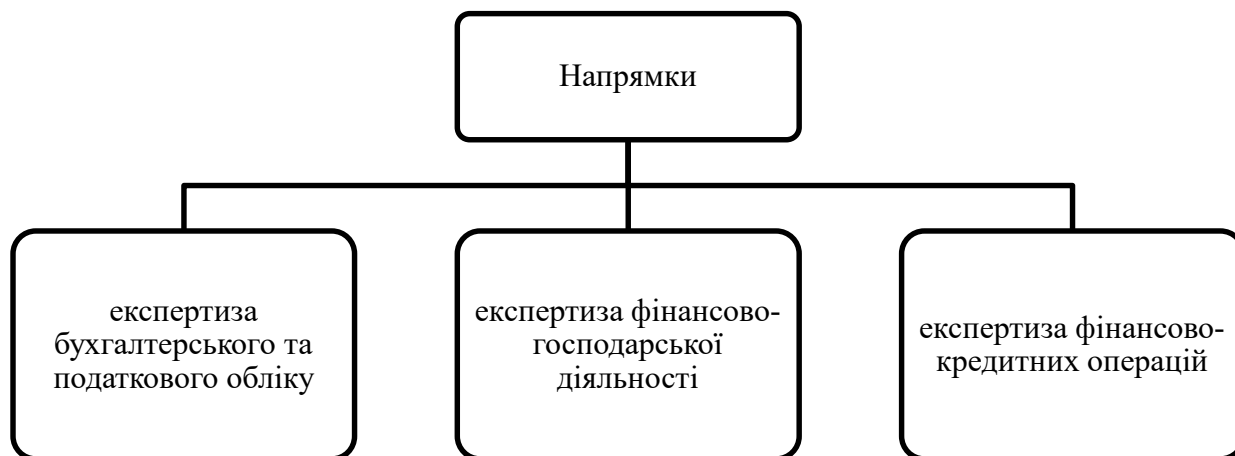 Напрямки
експертиза
бухгалтерського та
податкового обліку
експертиза фінансово-
господарської
діяльності
експертиза фінансово-
кредитних операцій